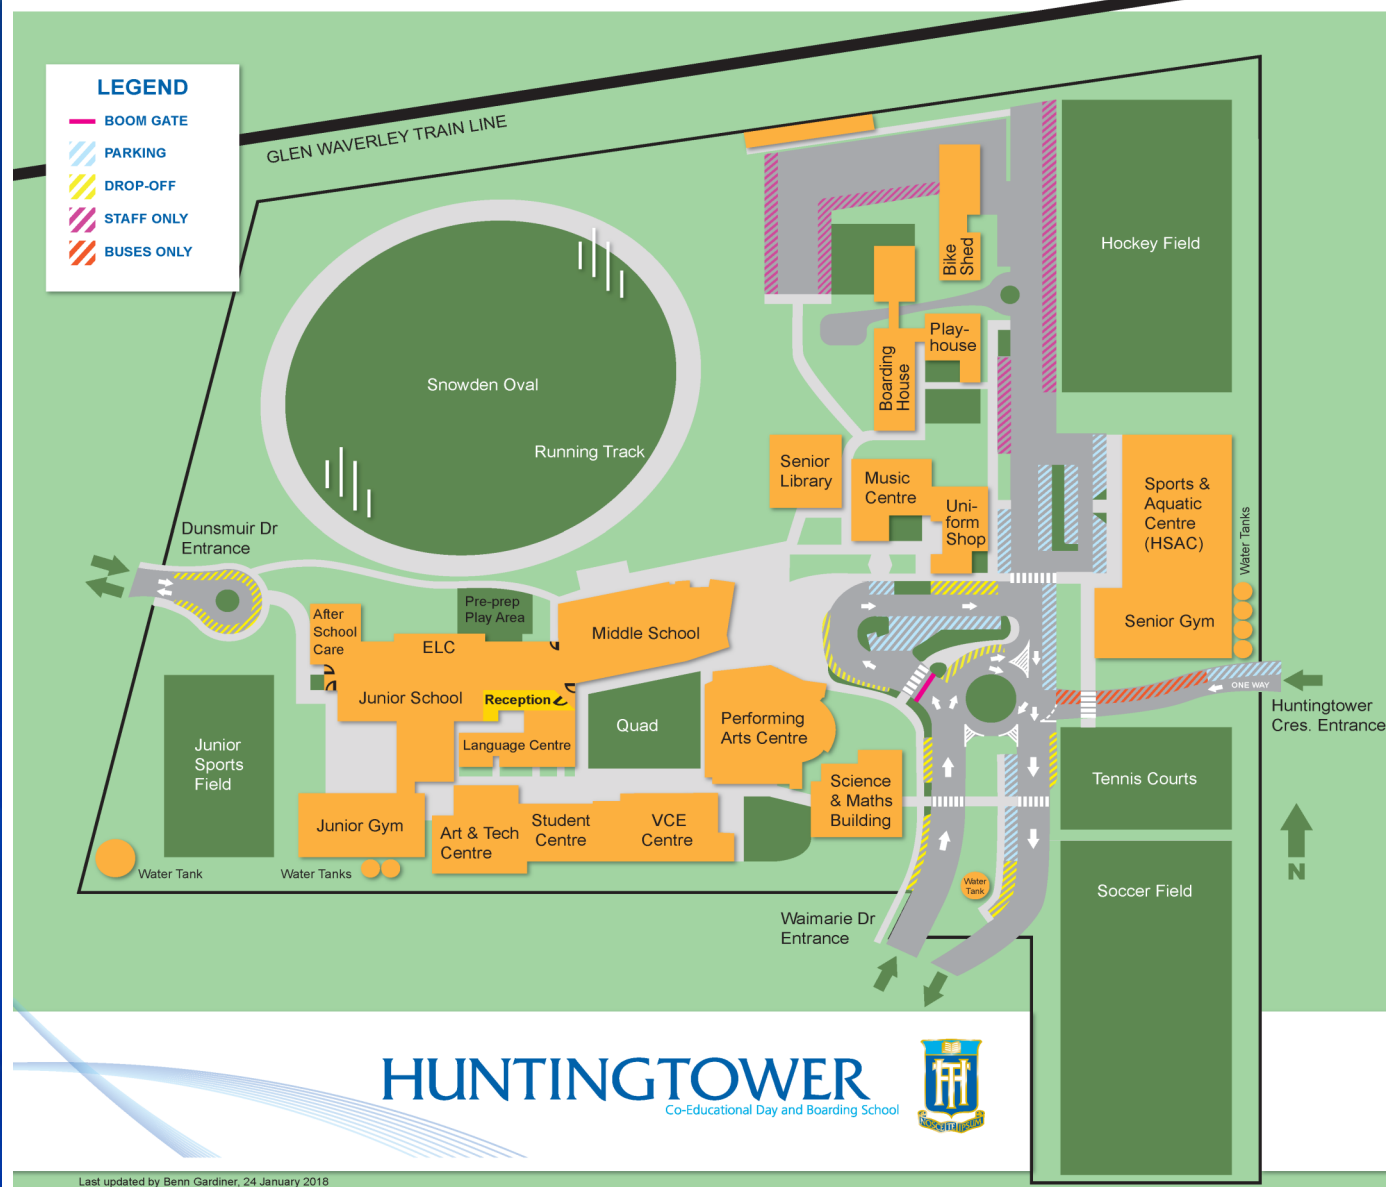 LEGEND
BOOM GATE
PARKING
DROP-OFF
STAFF ONLY
BUSES ONLY
GLEN WAVERLEY TRAIN LINE
Hockey Field
Bike
Shed
Play-
house
Boarding
House
Snowden Oval
Running Track
Senior
Library
Music
Centre
Uni-
form
Shop
Sports &
Aquatic
Centre
(HSAC)
Water Tanks
Senior Gym
Dunsmuir Dr
Entrance
After
School
Care
Pre-prep
Play Area
ELC
Middle School
Junior School
Reception
Language Centre
Quad
Performing
Arts Centre
ONE WAY
Huntingtower
Cres. Entrance
Junior
Sports
Field
Science
& Maths
Building
Tennis Courts
Junior Gym
Art & Tech
Centre
Student
Centre
VCE
Centre
Water Tank
Water Tanks
Water
Tank
N
Soccer Field
Waimarie Dr
Entrance
HUNTINGTOWER
Co-Educational Day and Boarding School
HT
NOSCE TE IPSUM
Last updated by Benn Gardiner, 24 January 2018